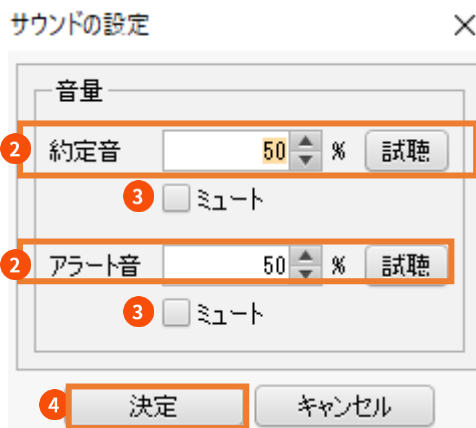 サウンドの設定
音量
2 約定音 50 % 試聴
3 ミュート
2 アラート音 50 % 試聴
3 ミュート
4 決定 キャンセル